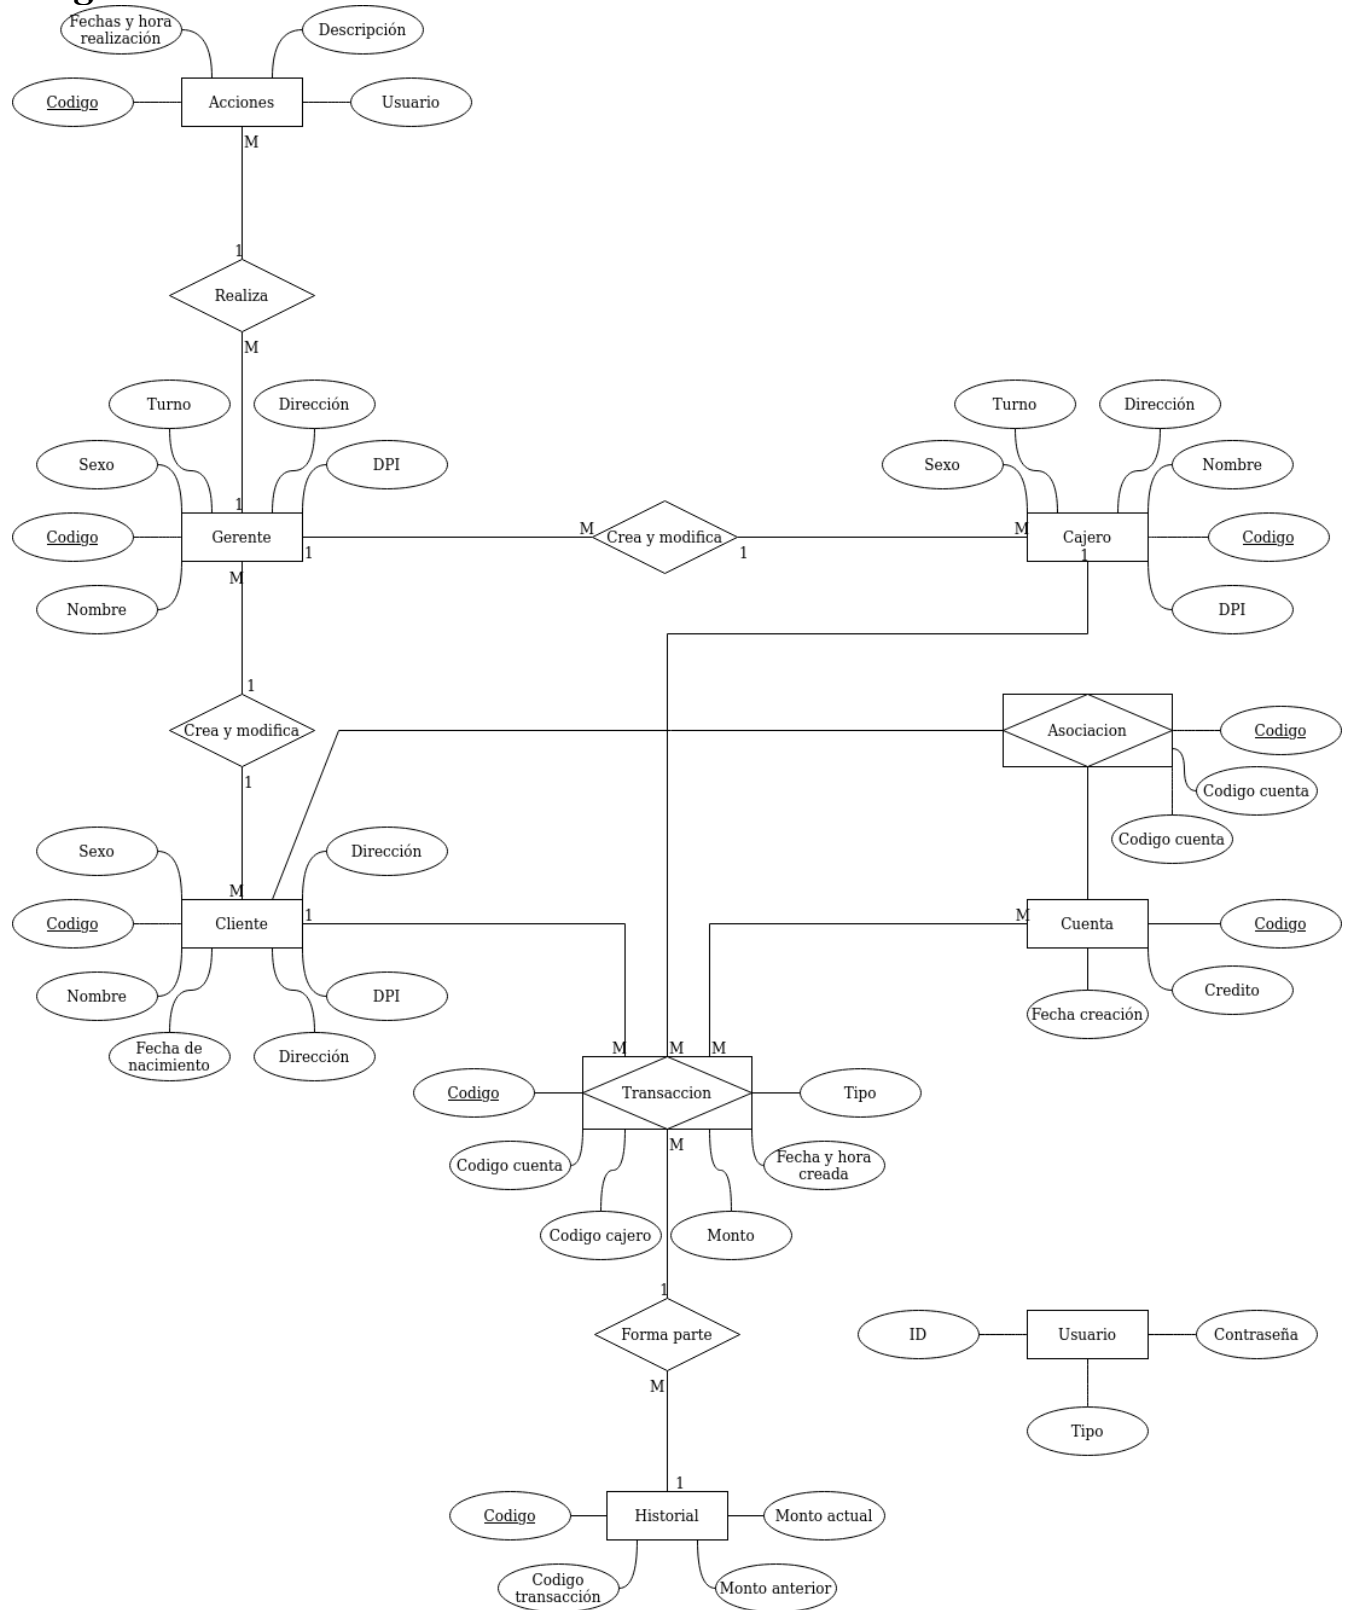 Fechas y hora
realización
Descripción
Codigo
Acciones
Usuario
M
1
Realiza
M
Turno
Dirección
Turno
Dirección
Sexo
DPI
Sexo
Nombre
1
Codigo
Gerente
M
Crea y modifica
M
Cajero
Codigo
1
1
1
M
Nombre
Nombre
DPI
1
Crea y modifica
Asociacion
Codigo
1
Codigo cuenta
Codigo cuenta
Sexo
Dirección
M
Codigo
Cliente
1
M
Cuenta
Codigo
Nombre
DPI
Credito
Fecha creación
Fecha de
nacimiento
Dirección
M
M
M
Codigo
Transaccion
Tipo
M
Codigo cuenta
Fecha y hora
creada
Codigo cajero
Monto
1
Forma parte
ID
Usuario
Contraseña
M
Tipo
1
Codigo
Historial
Monto actual
Codigo
transacción
Monto anterior